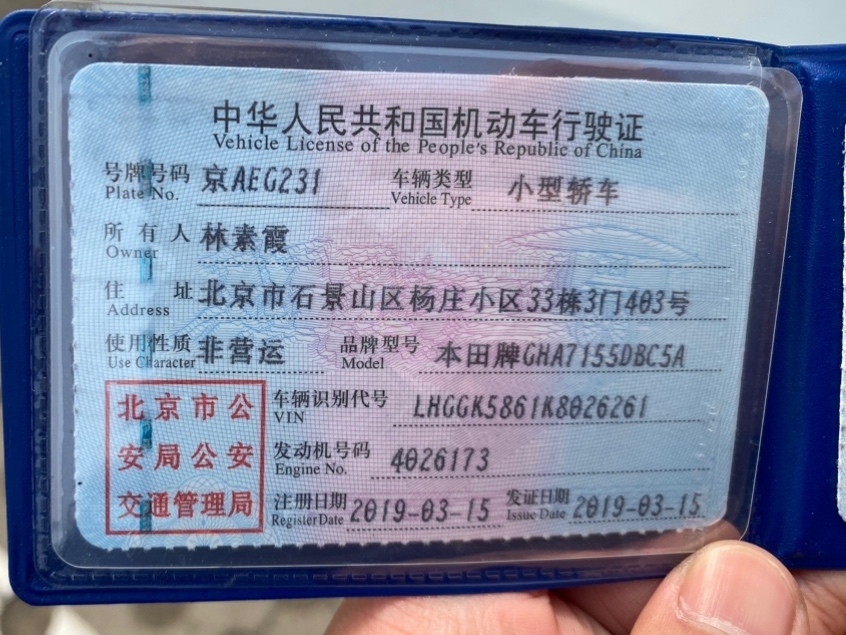 中华人民共和国机动车行驶证
Vehicle License of the People's Republic of China
号牌号码 京AEG231 车辆类型 小型轿车
Plate No. Vehicle Type
所有人 林素霞
Owner
住址 北京市石景山区杨庄小区33栋3门403号
Address
使用性质 非营运 品牌型号 本田牌GHA7155DBC5A
Use Character Model
北京市公
安局公安
交通管理局
车辆识别代号 LHGGK5861K8026261
VIN
发动机号码 4026173
Engine No.
注册日期 2019-03-15 发证日期 2019-03-15
Register Date Issue Date